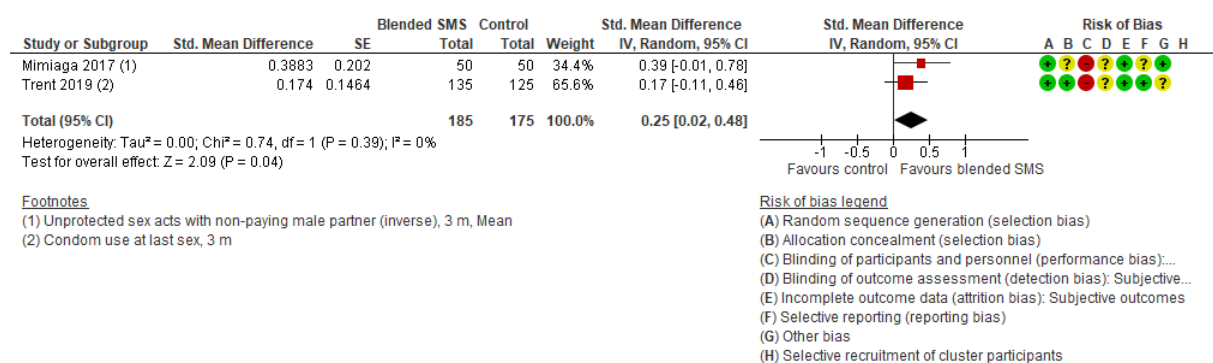 Blended SMS Control Std. Mean Difference Std. Mean Difference Risk of Bias
Study or Subgroup Std. Mean Difference SE Total Total Weight IV, Random, 95% CI IV, Random, 95% CI A B C D E F G H
Mimiaga 2017 (1) 0.3883 0.202 50 50 34.4% 0.39 [-0.01, 0.78] + ? - ? + ? +
Trent 2019 (2) 0.174 0.1464 135 125 65.6% 0.17 [-0.11, 0.46] + + - ? + + ?
Total (95% CI) 185 175 100.0% 0.25 [0.02, 0.48]
Heterogeneity: Tau² = 0.00; Chi² = 0.74, df = 1 (P = 0.39); I² = 0%
Test for overall effect: Z = 2.09 (P = 0.04)
-1 -0.5 0 0.5 1
Favours control Favours blended SMS
Footnotes
(1) Unprotected sex acts with non-paying male partner (inverse), 3 m, Mean
(2) Condom use at last sex, 3 m
Risk of bias legend
(A) Random sequence generation (selection bias)
(B) Allocation concealment (selection bias)
(C) Blinding of participants and personnel (performance bias):...
(D) Blinding of outcome assessment (detection bias): Subjective...
(E) Incomplete outcome data (attrition bias): Subjective outcomes
(F) Selective reporting (reporting bias)
(G) Other bias
(H) Selective recruitment of cluster participants